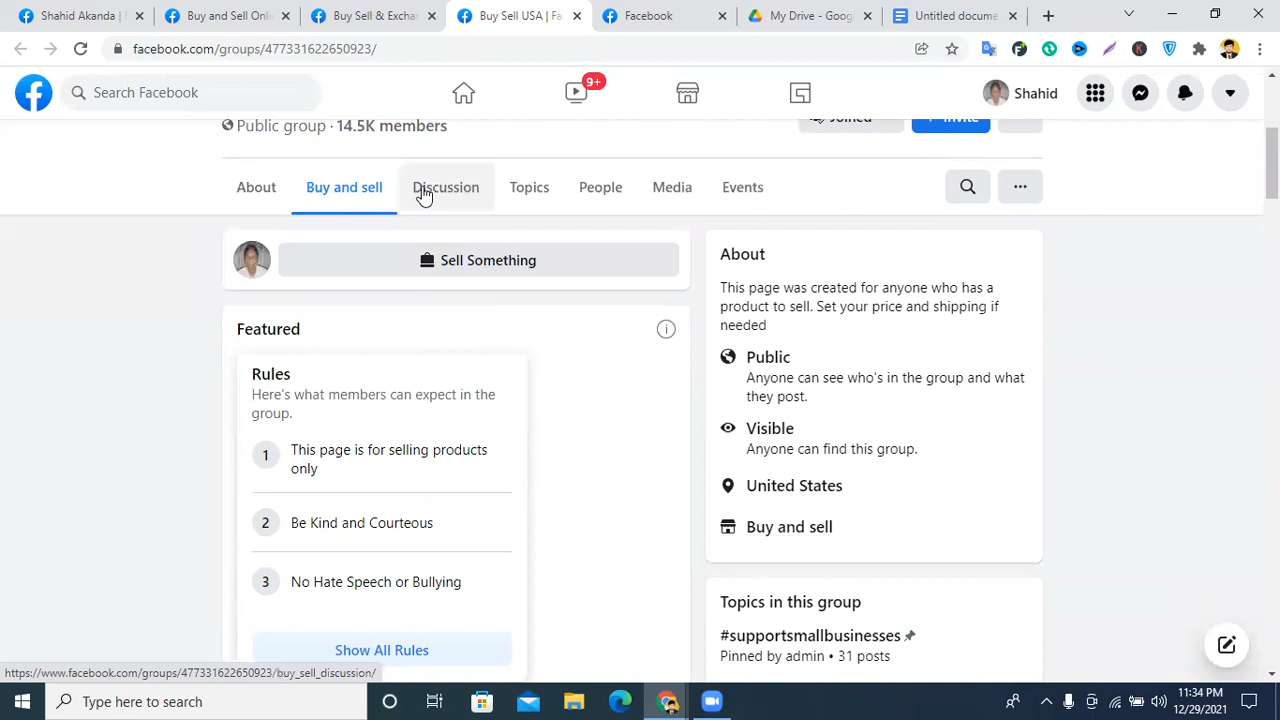 Shahid Akanda |
Buy and Sell Onli
Buy Sell & Exchan
Buy Sell USA | Fa
Facebook
My Drive - Googl
Untitled docume
facebook.com/groups/477331622650923/
Search Facebook
9+
Shahid
Public group · 14.5K members
Joined
+ Invite
About
Buy and sell
Discussion
Topics
People
Media
Events
Sell Something
Featured
Rules
Here's what members can expect in the
group.
1 This page is for selling products
only
2 Be Kind and Courteous
3 No Hate Speech or Bullying
Show All Rules
About
This page was created for anyone who has a
product to sell. Set your price and shipping if
needed
Public
Anyone can see who's in the group and what
they post.
Visible
Anyone can find this group.
United States
Buy and sell
Topics in this group
#supportsmallbusinesses
Pinned by admin • 31 posts
https://www.facebook.com/groups/477331622650923/buy_sell_discussion/
Type here to search
11:34 PM
12/29/2021